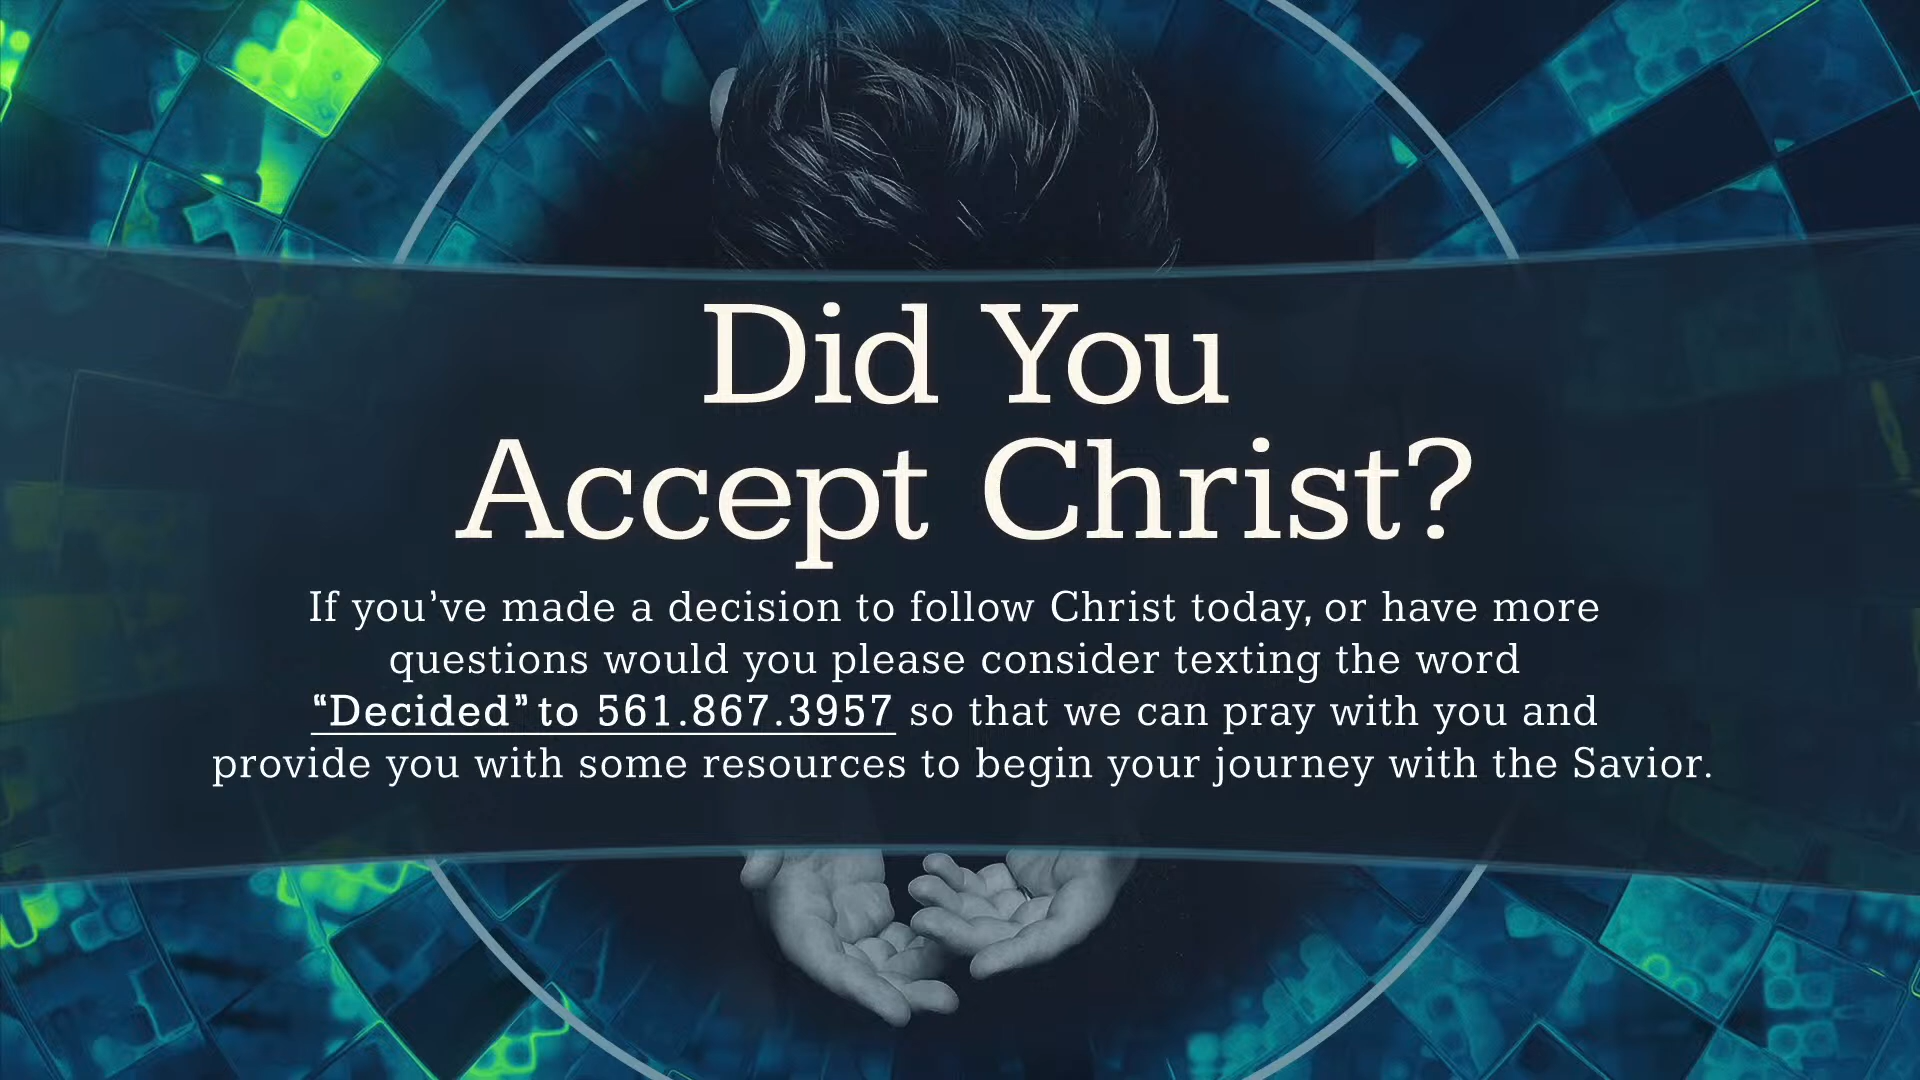 Did You
Accept Christ?
If you’ve made a decision to follow Christ today, or have more
questions would you please consider texting the word
“Decided” to 561.867.3957 so that we can pray with you and
provide you with some resources to begin your journey with the Savior.